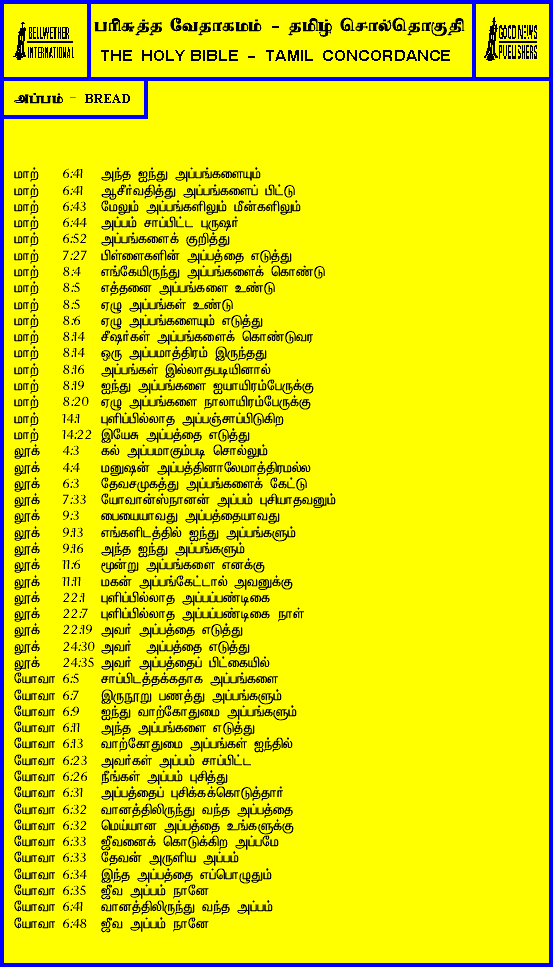 BELLWETHER
INTERNATIONAL
பரிசுத்த வேதாகமம் - தமிழ் சொல்தொகுதி
THE HOLY BIBLE - TAMIL CONCORDANCE
GOOD NEWS
PUBLISHERS
அப்பம் - BREAD
மாற் 6:41 அந்த ஐந்து அப்பங்களையும்
மாற் 6:41 ஆசீர்வதித்து அப்பங்களைப் பிட்டு
மாற் 6:43 மேலும் அப்பங்களிலும் மீன்களிலும்
மாற் 6:44 அப்பம் சாப்பிட்ட புருஷர்
மாற் 6:52 அப்பங்களைக் குறித்து
மாற் 7:27 பிள்ளைகளின் அப்பத்தை எடுத்து
மாற் 8:4 எங்கேயிருந்து அப்பங்களைக் கொண்டு
மாற் 8:5 எத்தனை அப்பங்களை உண்டு
மாற் 8:5 ஏழு அப்பங்கள் உண்டு
மாற் 8:6 ஏழு அப்பங்களையும் எடுத்து
மாற் 8:14 சீஷர்கள் அப்பங்களைக் கொண்டுவர
மாற் 8:14 ஒரு அப்பமாத்திரம் இருந்தது
மாற் 8:16 அப்பங்கள் இல்லாதபடியினால்
மாற் 8:19 ஐந்து அப்பங்களை ஐயாயிரம்பேருக்கு
மாற் 8:20 ஏழு அப்பங்களை நாலாயிரம்பேருக்கு
மாற் 14:1 புளிப்பில்லாத அப்பஞ்சாப்பிடுகிற
மாற் 14:22 இயேசு அப்பத்தை எடுத்து
லூக் 4:3 கல் அப்பமாகும்படி சொல்லும்
லூக் 4:4 மனுஷன் அப்பத்தினாலேமாத்திரமல்ல
லூக் 6:3 தேவசமுகத்து அப்பங்களைக் கேட்டு
லூக் 7:33 யோவான்ஸ்நானன் அப்பம் புசியாதவனும்
லூக் 9:3 பையையாவது அப்பத்தையாவது
லூக் 9:13 எங்களிடத்தில் ஐந்து அப்பங்களும்
லூக் 9:16 அந்த ஐந்து அப்பங்களும்
லூக் 11:6 மூன்று அப்பங்களை எனக்கு
லூக் 11:11 மகன் அப்பங்கேட்டால் அவனுக்கு
லூக் 22:1 புளிப்பில்லாத அப்பப்பண்டிகை
லூக் 22:7 புளிப்பில்லாத அப்பப்பண்டிகை நாள்
லூக் 22:19 அவர் அப்பத்தை எடுத்து
லூக் 24:30 அவர் அப்பத்தை எடுத்து
லூக் 24:35 அவர் அப்பத்தைப் பிட்கையில்
யோவா 6:5 சாப்பிடத்தக்கதாக அப்பங்களை
யோவா 6:7 இருநூறு பணத்து அப்பங்களும்
யோவா 6:9 ஐந்து வாற்கோதுமை அப்பங்களும்
யோவா 6:11 அந்த அப்பங்களை எடுத்து
யோவா 6:13 வாற்கோதுமை அப்பங்கள் ஐந்தில்
யோவா 6:23 அவர்கள் அப்பம் சாப்பிட்ட
யோவா 6:26 நீங்கள் அப்பம் புசித்து
யோவா 6:31 அப்பத்தைப் புசிக்கக்கொடுத்தார்
யோவா 6:32 வானத்திலிருந்து வந்த அப்பத்தை
யோவா 6:32 மெய்யான அப்பத்தை உங்களுக்கு
யோவா 6:33 ஜீவனைக் கொடுக்கிற அப்பமே
யோவா 6:33 தேவன் அருளிய அப்பம்
யோவா 6:34 இந்த அப்பத்தை எப்பொழுதும்
யோவா 6:35 ஜீவ அப்பம் நானே
யோவா 6:41 வானத்திலிருந்து வந்த அப்பம்
யோவா 6:48 ஜீவ அப்பம் நானே